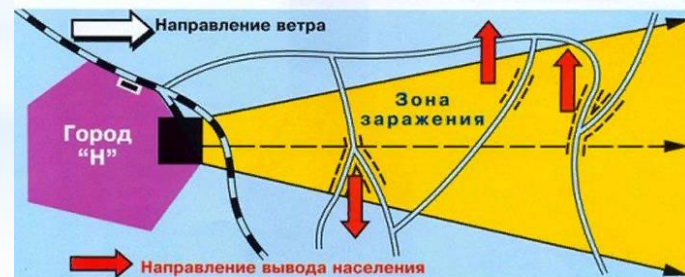 Направление ветра
Город
"Н"
Зона
заражения
Направление вывода населения